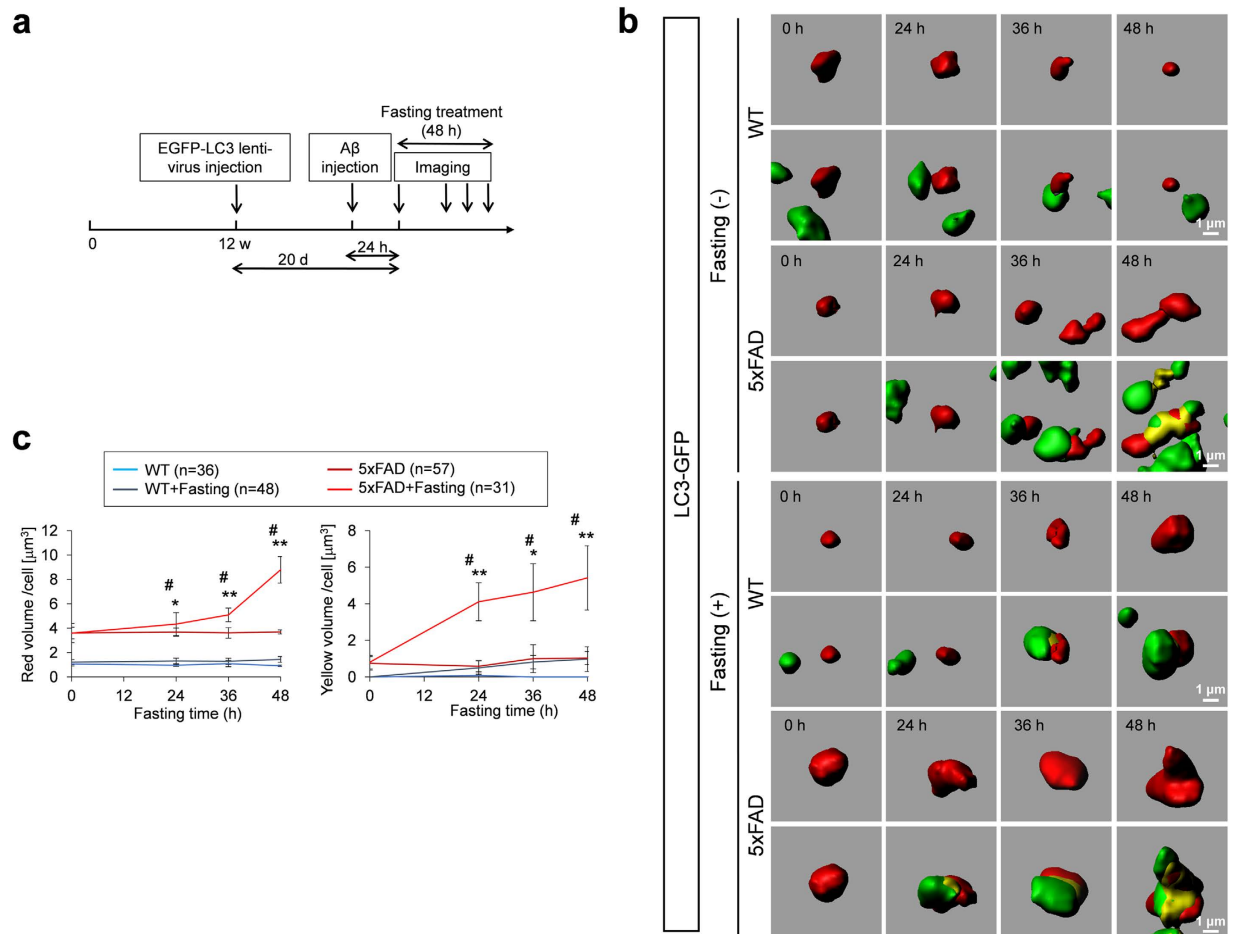 a
Fasting treatment
(48 h)
EGFP-LC3 lenti-
virus injection
Aβ
injection
Imaging
0
12 w
24 h
20 d
b
LC3-GFP
Fasting (-)
WT
0 h
24 h
36 h
48 h
1 µm
5xFAD
0 h
24 h
36 h
48 h
1 µm
Fasting (+)
WT
0 h
24 h
36 h
48 h
1 µm
5xFAD
0 h
24 h
36 h
48 h
1 µm
c
WT (n=36)
5xFAD (n=57)
WT+Fasting (n=48)
5xFAD+Fasting (n=31)
Red volume /cell [µm³]
12
10
8
6
4
2
0
#
*
#
**
#
**
0
12
24
36
48
Fasting time (h)
Yellow volume /cell [µm³]
8
6
4
2
0
#
**
#
*
#
**
0
12
24
36
48
Fasting time (h)